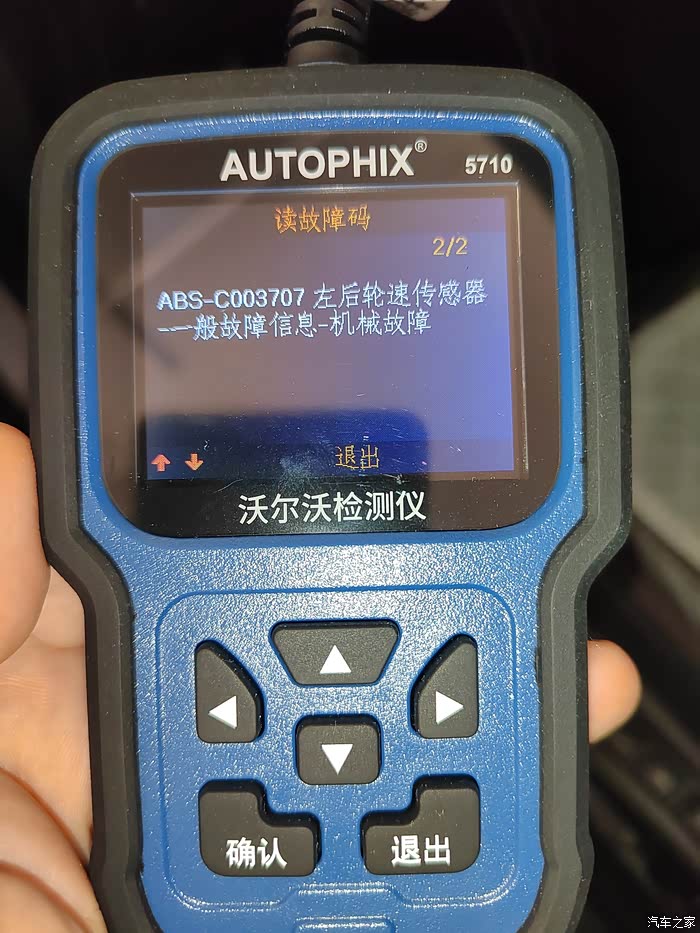 AUTOPHIX®
5710
读故障码
2/2
ABS-C003707 左后轮速传感器
-一般故障信息-机械故障
退出
沃尔沃检测仪
确认
退出
汽车之家